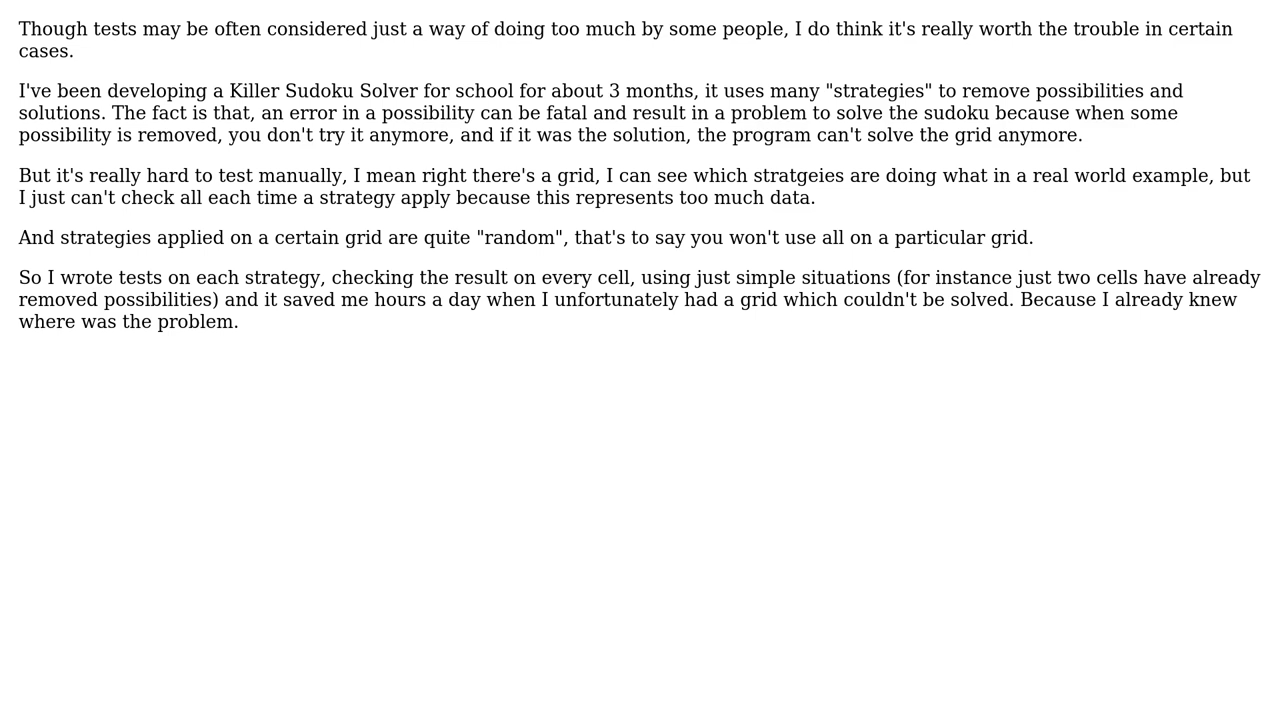 Though tests may be often considered just a way of doing too much by some people, I do think it's really worth the trouble in certain
cases.
I've been developing a Killer Sudoku Solver for school for about 3 months, it uses many "strategies" to remove possibilities and
solutions. The fact is that, an error in a possibility can be fatal and result in a problem to solve the sudoku because when some
possibility is removed, you don't try it anymore, and if it was the solution, the program can't solve the grid anymore.
But it's really hard to test manually, I mean right there's a grid, I can see which stratgeies are doing what in a real world example, but
I just can't check all each time a strategy apply because this represents too much data.
And strategies applied on a certain grid are quite "random", that's to say you won't use all on a particular grid.
So I wrote tests on each strategy, checking the result on every cell, using just simple situations (for instance just two cells have already
removed possibilities) and it saved me hours a day when I unfortunately had a grid which couldn't be solved. Because I already knew
where was the problem.